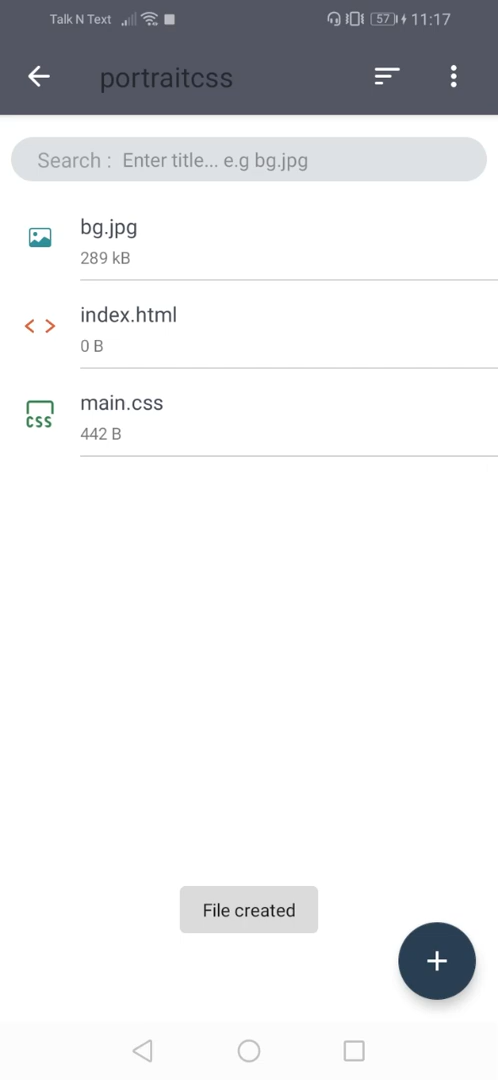 Talk N Text 57 11:17
portraitcss
Search : Enter title... e.g bg.jpg
bg.jpg
289 kB
index.html
0 B
main.css
CSS
442 B
File created